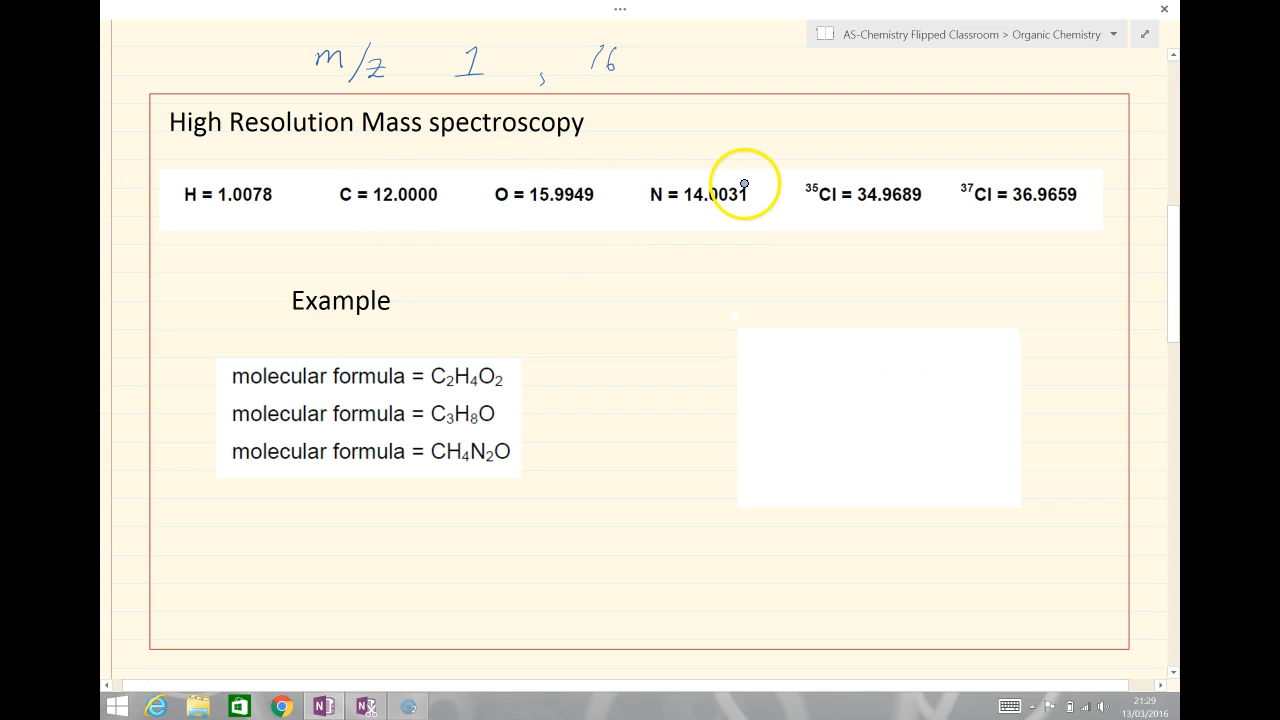 AS-Chemistry Flipped Classroom > Organic Chemistry
m/z 1 , 16
High Resolution Mass spectroscopy
H = 1.0078 C = 12.0000 O = 15.9949 N = 14.0031 ³⁵Cl = 34.9689 ³⁷Cl = 36.9659
Example
molecular formula = C₂H₄O₂
molecular formula = C₃H₈O
molecular formula = CH₄N₂O
21:29
13/03/2016